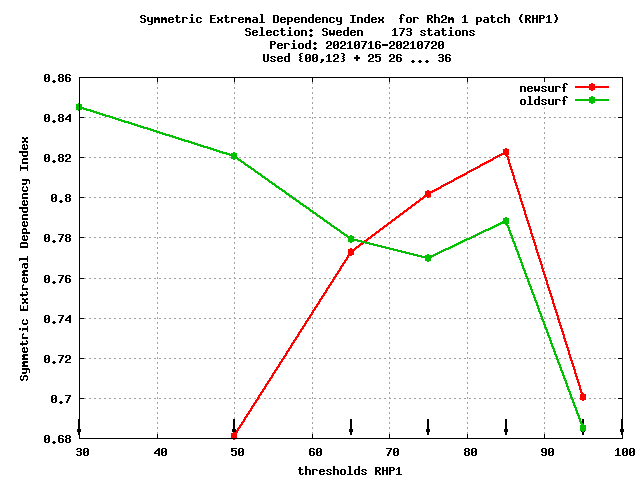 Symmetric Extremal Dependency Index  for Rh2m 1 patch (RHP1)
Selection: Sweden    173 stations
Period: 20210716-20210720
Used {00,12} + 25 26 ... 36
newsurf
oldsurf
Symmetric Extremal Dependency Index
0.86
0.84
0.82
0.8
0.78
0.76
0.74
0.72
0.7
0.68
30 40 50 60 70 80 90 100
thresholds RHP1